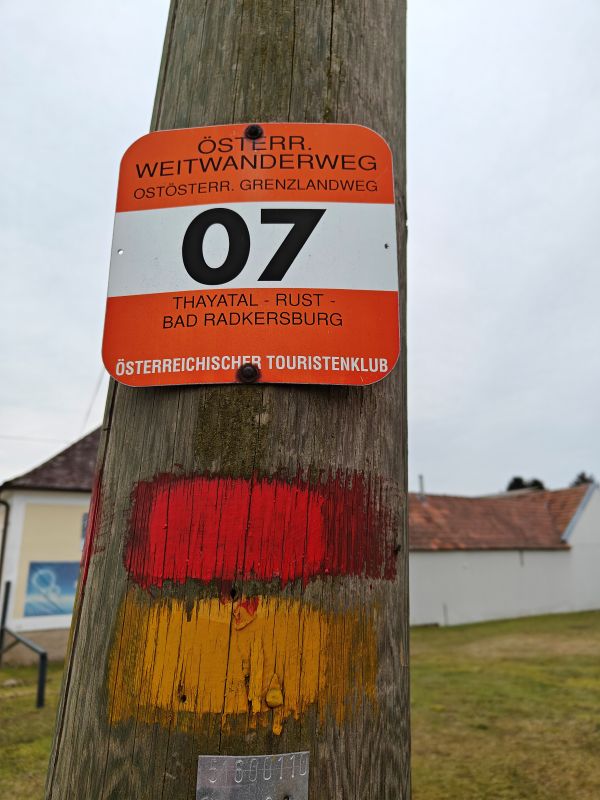 ÖSTERR.
WEITWANDERWEG
OSTÖSTERR. GRENZLANDWEG
07
THAYATAL - RUST -
BAD RADKERSBURG
ÖSTERREICHISCHER TOURISTENKLUB